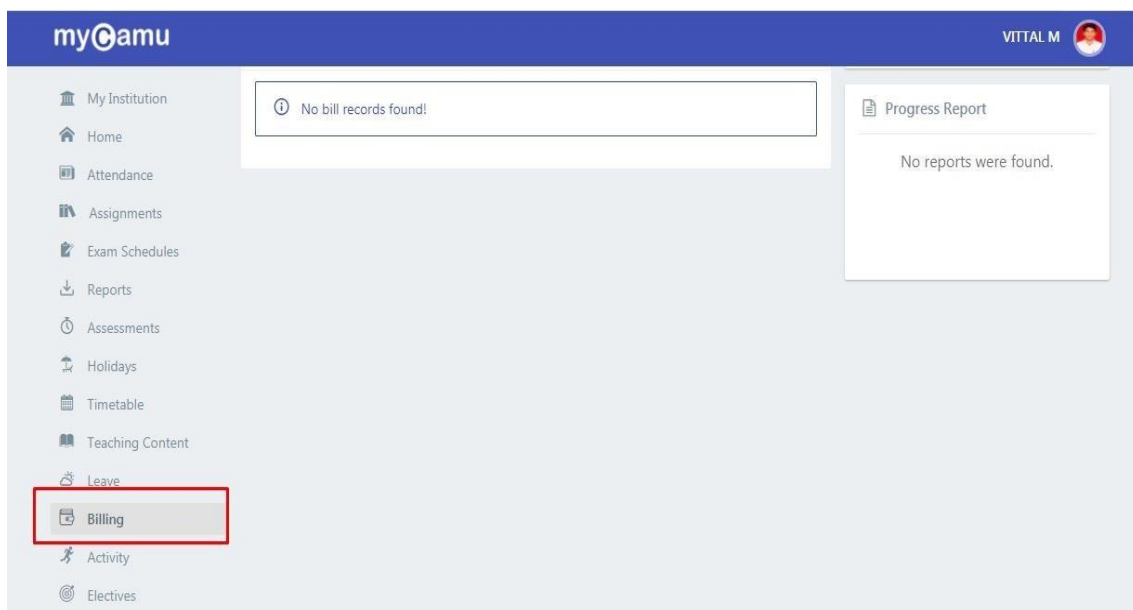 myCamu
VITTAL M
My Institution
Home
Attendance
Assignments
Exam Schedules
Reports
Assessments
Holidays
Timetable
Teaching Content
Leave
Billing
Activity
Electives
No bill records found!
Progress Report
No reports were found.